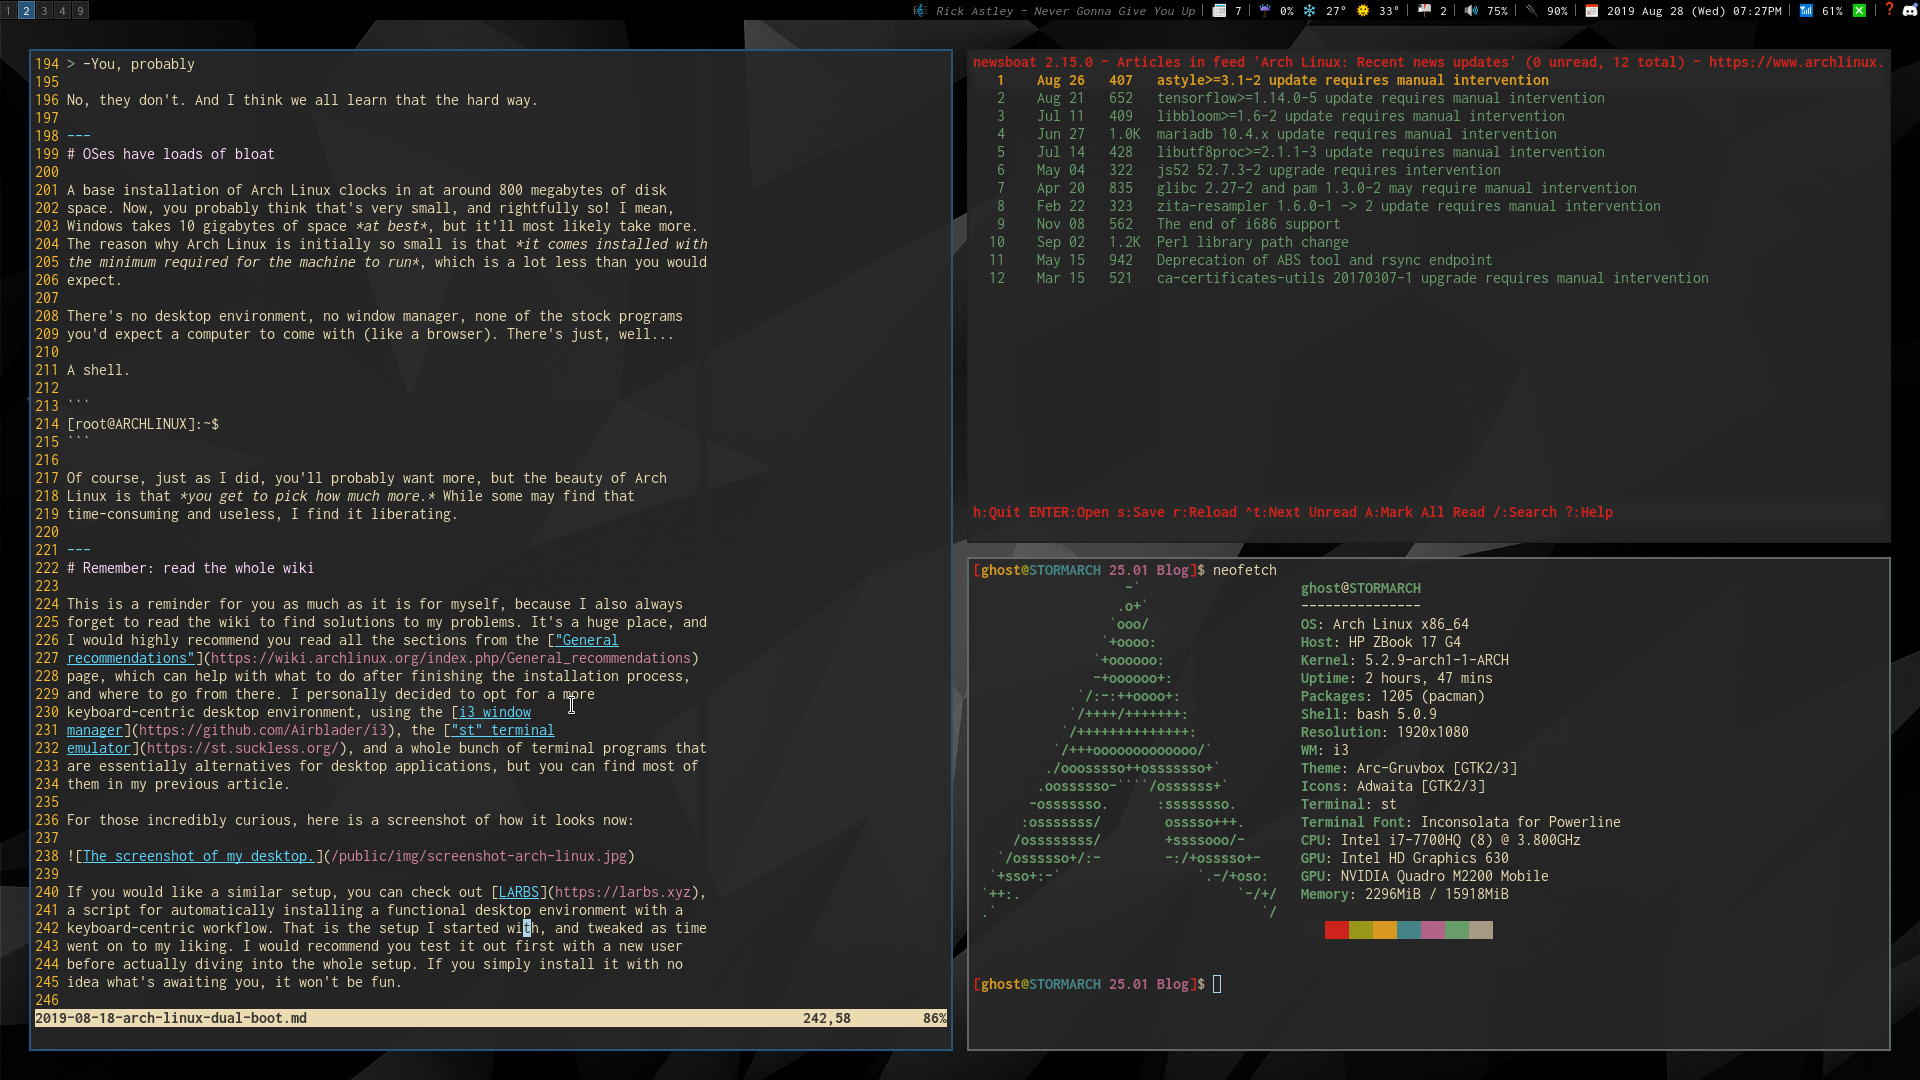 1 2 3 4 9
Rick Astley - Never Gonna Give You Up 7 0% 27° 33° 2 75% 90% 2019 Aug 28 (Wed) 07:27PM 61% ?
194 > -You, probably
195
196 No, they don't. And I think we all learn that the hard way.
197
198 ---
199 # OSes have loads of bloat
200
201 A base installation of Arch Linux clocks in at around 800 megabytes of disk
202 space. Now, you probably think that's very small, and rightfully so! I mean,
203 Windows takes 10 gigabytes of space *at best*, but it'll most likely take more.
204 The reason why Arch Linux is initially so small is that *it comes installed with
205 the minimum required for the machine to run*, which is a lot less than you would
206 expect.
207
208 There's no desktop environment, no window manager, none of the stock programs
209 you'd expect a computer to come with (like a browser). There's just, well...
210
211 A shell.
212
213 ```
214 [root@ARCHLINUX]:~$
215 ```
216
217 Of course, just as I did, you'll probably want more, but the beauty of Arch
218 Linux is that *you get to pick how much more.* While some may find that
219 time-consuming and useless, I find it liberating.
220
221 ---
222 # Remember: read the whole wiki
223
224 This is a reminder for you as much as it is for myself, because I also always
225 forget to read the wiki to find solutions to my problems. It's a huge place, and
226 I would highly recommend you read all the sections from the ["General
227 recommendations"](https://wiki.archlinux.org/index.php/General_recommendations)
228 page, which can help with what to do after finishing the installation process,
229 and where to go from there. I personally decided to opt for a more
230 keyboard-centric desktop environment, using the [i3 window
231 manager](https://github.com/Airblader/i3), the ["st" terminal
232 emulator](https://st.suckless.org/), and a whole bunch of terminal programs that
233 are essentially alternatives for desktop applications, but you can find most of
234 them in my previous article.
235
236 For those incredibly curious, here is a screenshot of how it looks now:
237
238 ![The screenshot of my desktop.](/public/img/screenshot-arch-linux.jpg)
239
240 If you would like a similar setup, you can check out [LARBS](https://larbs.xyz),
241 a script for automatically installing a functional desktop environment with a
242 keyboard-centric workflow. That is the setup I started with, and tweaked as time
243 went on to my liking. I would recommend you test it out first with a new user
244 before actually diving into the whole setup. If you simply install it with no
245 idea what's awaiting you, it won't be fun.
246
2019-08-18-arch-linux-dual-boot.md 242,58 86%
newsboat 2.15.0 - Articles in feed 'Arch Linux: Recent news updates' (0 unread, 12 total) - https://www.archlinux.
1 Aug 26 407 astyle>=3.1-2 update requires manual intervention
2 Aug 21 652 tensorflow>=1.14.0-5 update requires manual intervention
3 Jul 11 409 libbloom>=1.6-2 update requires manual intervention
4 Jun 27 1.0K mariadb 10.4.x update requires manual intervention
5 Jul 14 428 libutf8proc>=2.1.1-3 update requires manual intervention
6 May 04 322 js52 52.7.3-2 upgrade requires intervention
7 Apr 20 835 glibc 2.27-2 and pam 1.3.0-2 may require manual intervention
8 Feb 22 323 zita-resampler 1.6.0-1 -> 2 update requires manual intervention
9 Nov 08 562 The end of i686 support
10 Sep 02 1.2K Perl library path change
11 May 15 942 Deprecation of ABS tool and rsync endpoint
12 Mar 15 521 ca-certificates-utils 20170307-1 upgrade requires manual intervention
h:Quit ENTER:Open s:Save r:Reload ^t:Next Unread A:Mark All Read /:Search ?:Help
[ghost@STORMARCH 25.01 Blog]$ neofetch
ghost@STORMARCH
---------------
OS: Arch Linux x86_64
Host: HP ZBook 17 G4
Kernel: 5.2.9-arch1-1-ARCH
Uptime: 2 hours, 47 mins
Packages: 1205 (pacman)
Shell: bash 5.0.9
Resolution: 1920x1080
WM: i3
Theme: Arc-Gruvbox [GTK2/3]
Icons: Adwaita [GTK2/3]
Terminal: st
Terminal Font: Inconsolata for Powerline
CPU: Intel i7-7700HQ (8) @ 3.800GHz
GPU: Intel HD Graphics 630
GPU: NVIDIA Quadro M2200 Mobile
Memory: 2296MiB / 15918MiB
[ghost@STORMARCH 25.01 Blog]$